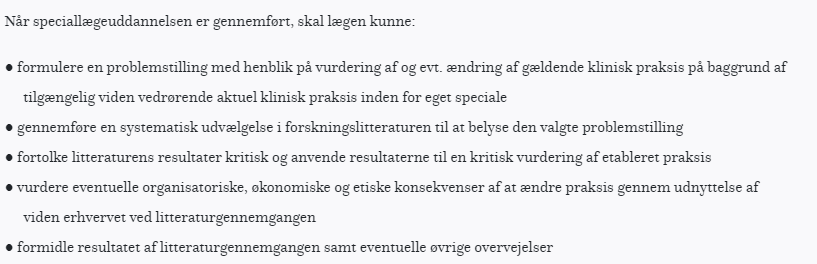 Når speciallægeuddannelsen er gennemført, skal lægen kunne:
● formulere en problemstilling med henblik på vurdering af og evt. ændring af gældende klinisk praksis på baggrund af
tilgængelig viden vedrørende aktuel klinisk praksis inden for eget speciale
● gennemføre en systematisk udvælgelse i forskningslitteraturen til at belyse den valgte problemstilling
● fortolke litteraturens resultater kritisk og anvende resultaterne til en kritisk vurdering af etableret praksis
● vurdere eventuelle organisatoriske, økonomiske og etiske konsekvenser af at ændre praksis gennem udnyttelse af
viden erhvervet ved litteraturgennemgangen
● formidle resultatet af litteraturgennemgangen samt eventuelle øvrige overvejelser